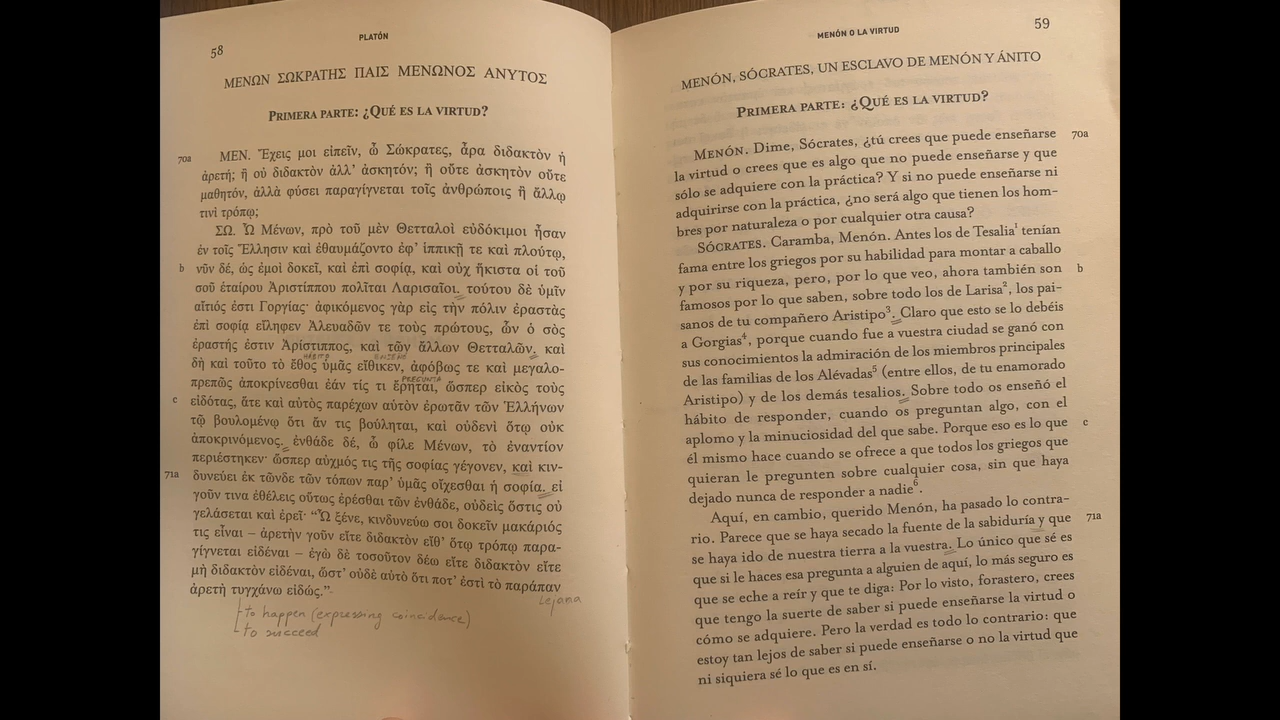 58
PLATÓN
ΜΕΝΩΝ ΣΩΚΡΑΤΗΣ ΠΑΙΣ ΜΕΝΩΝΟΣ ΑΝΥΤΟΣ
PRIMERA PARTE: ¿QUÉ ES LA VIRTUD?
70a ΜΕΝ. Ἔχεις μοι εἰπεῖν, ὦ Σώκρατες, ἆρα διδακτὸν ἡ
ἀρετή; ἢ οὐ διδακτὸν ἀλλ’ ἀσκητόν; ἢ οὔτε ἀσκητὸν οὔτε
μαθητόν, ἀλλὰ φύσει παραγίγνεται τοῖς ἀνθρώποις ἢ ἄλλῳ
τινὶ τρόπῳ;
ΣΩ. Ὦ Μένων, πρὸ τοῦ μὲν Θετταλοὶ εὐδόκιμοι ἦσαν
ἐν τοῖς Ἕλλησιν καὶ ἐθαυμάζοντο ἐφ’ ἱππικῇ τε καὶ πλούτῳ,
b νῦν δέ, ὡς ἐμοὶ δοκεῖ, καὶ ἐπὶ σοφίᾳ, καὶ οὐχ ἥκιστα οἱ τοῦ
σοῦ ἑταίρου Ἀριστίππου πολῖται Λαρισαῖοι. τούτου δὲ ὑμῖν
αἴτιός ἐστι Γοργίας· ἀφικόμενος γὰρ εἰς τὴν πόλιν ἐραστὰς
ἐπὶ σοφίᾳ εἴληφεν Ἀλευαδῶν τε τοὺς πρώτους, ὧν ὁ σὸς
ἐραστής ἐστιν Ἀρίστιππος, καὶ τῶν ἄλλων Θετταλῶν. καὶ
HÁBITO ENSEÑÓ
δὴ καὶ τοῦτο τὸ ἔθος ὑμᾶς εἴθικεν, ἀφόβως τε καὶ μεγαλο-
PREGUNTA
πρεπῶς ἀποκρίνεσθαι ἐάν τίς τι ἔρηται, ὥσπερ εἰκὸς τοὺς
c εἰδότας, ἅτε καὶ αὐτὸς παρέχων αὑτὸν ἐρωτᾶν τῶν Ἑλλήνων
τῷ βουλομένῳ ὅτι ἄν τις βούληται, καὶ οὐδενὶ ὅτῳ οὐκ
ἀποκρινόμενος. ἐνθάδε δέ, ὦ φίλε Μένων, τὸ ἐναντίον
περιέστηκεν· ὥσπερ αὐχμός τις τῆς σοφίας γέγονεν, καὶ κιν-
71a δυνεύει ἐκ τῶνδε τῶν τόπων παρ’ ὑμᾶς οἴχεσθαι ἡ σοφία. εἰ
γοῦν τινα ἐθέλεις οὕτως ἐρέσθαι τῶν ἐνθάδε, οὐδεὶς ὅστις οὐ
γελάσεται καὶ ἐρεῖ· “Ὦ ξένε, κινδυνεύω σοι δοκεῖν μακάριός
τις εἶναι – ἀρετὴν γοῦν εἴτε διδακτὸν εἴθ’ ὅτῳ τρόπῳ παρα-
γίγνεται εἰδέναι – ἐγὼ δὲ τοσοῦτον δέω εἴτε διδακτὸν εἴτε
μὴ διδακτὸν εἰδέναι, ὥστ’ οὐδὲ αὐτὸ ὅτι ποτ’ ἐστὶ τὸ παράπαν
ἀρετὴ τυγχάνω εἰδώς.”
Lejana
to happen (expressing coincidence)
to succeed
59
MENÓN O LA VIRTUD
MENÓN, SÓCRATES, UN ESCLAVO DE MENÓN Y ÁNITO
PRIMERA PARTE: ¿QUÉ ES LA VIRTUD?
MENÓN. Dime, Sócrates, ¿tú crees que puede enseñarse 70a
la virtud o crees que es algo que no puede enseñarse y que
sólo se adquiere con la práctica? Y si no puede enseñarse ni
adquirirse con la práctica, ¿no será algo que tienen los hom-
bres por naturaleza o por cualquier otra causa?
SÓCRATES. Caramba, Menón. Antes los de Tesalia¹ tenían
fama entre los griegos por su habilidad para montar a caballo
y por su riqueza, pero, por lo que veo, ahora también son b
famosos por lo que saben, sobre todo los de Larisa², los pai-
sanos de tu compañero Aristipo³. Claro que esto se lo debéis
a Gorgias⁴, porque cuando fue a vuestra ciudad se ganó con
sus conocimientos la admiración de los miembros principales
de las familias de los Alévadas⁵ (entre ellos, de tu enamorado
Aristipo) y de los demás tesalios. Sobre todo os enseñó el
hábito de responder, cuando os preguntan algo, con el
aplomo y la minuciosidad del que sabe. Porque eso es lo que c
él mismo hace cuando se ofrece a que todos los griegos que
quieran le pregunten sobre cualquier cosa, sin que haya
dejado nunca de responder a nadie⁶.
Aquí, en cambio, querido Menón, ha pasado lo contra-
rio. Parece que se haya secado la fuente de la sabiduría y que 71a
se haya ido de nuestra tierra a la vuestra. Lo único que sé es
que si le haces esa pregunta a alguien de aquí, lo más seguro es
que se eche a reír y que te diga: Por lo visto, forastero, crees
que tengo la suerte de saber si puede enseñarse la virtud o
cómo se adquiere. Pero la verdad es todo lo contrario: que
estoy tan lejos de saber si puede enseñarse o no la virtud que
ni siquiera sé lo que es en sí.